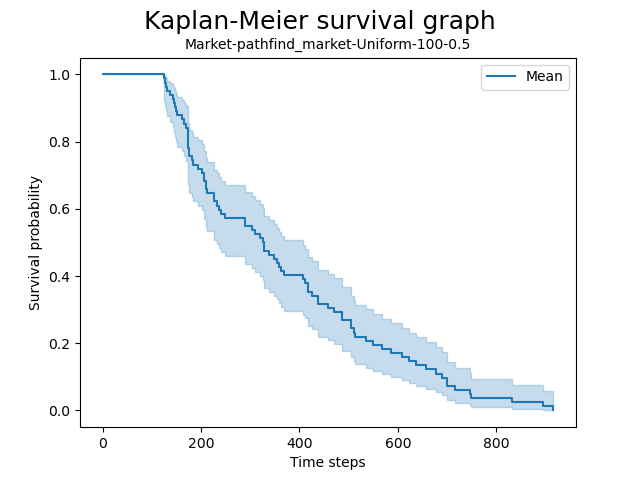 Kaplan-Meier survival graph
Market-pathfind_market-Uniform-100-0.5
Mean
1.0
0.8
0.6
0.4
0.2
0.0
Survival probability
0 200 400 600 800
Time steps